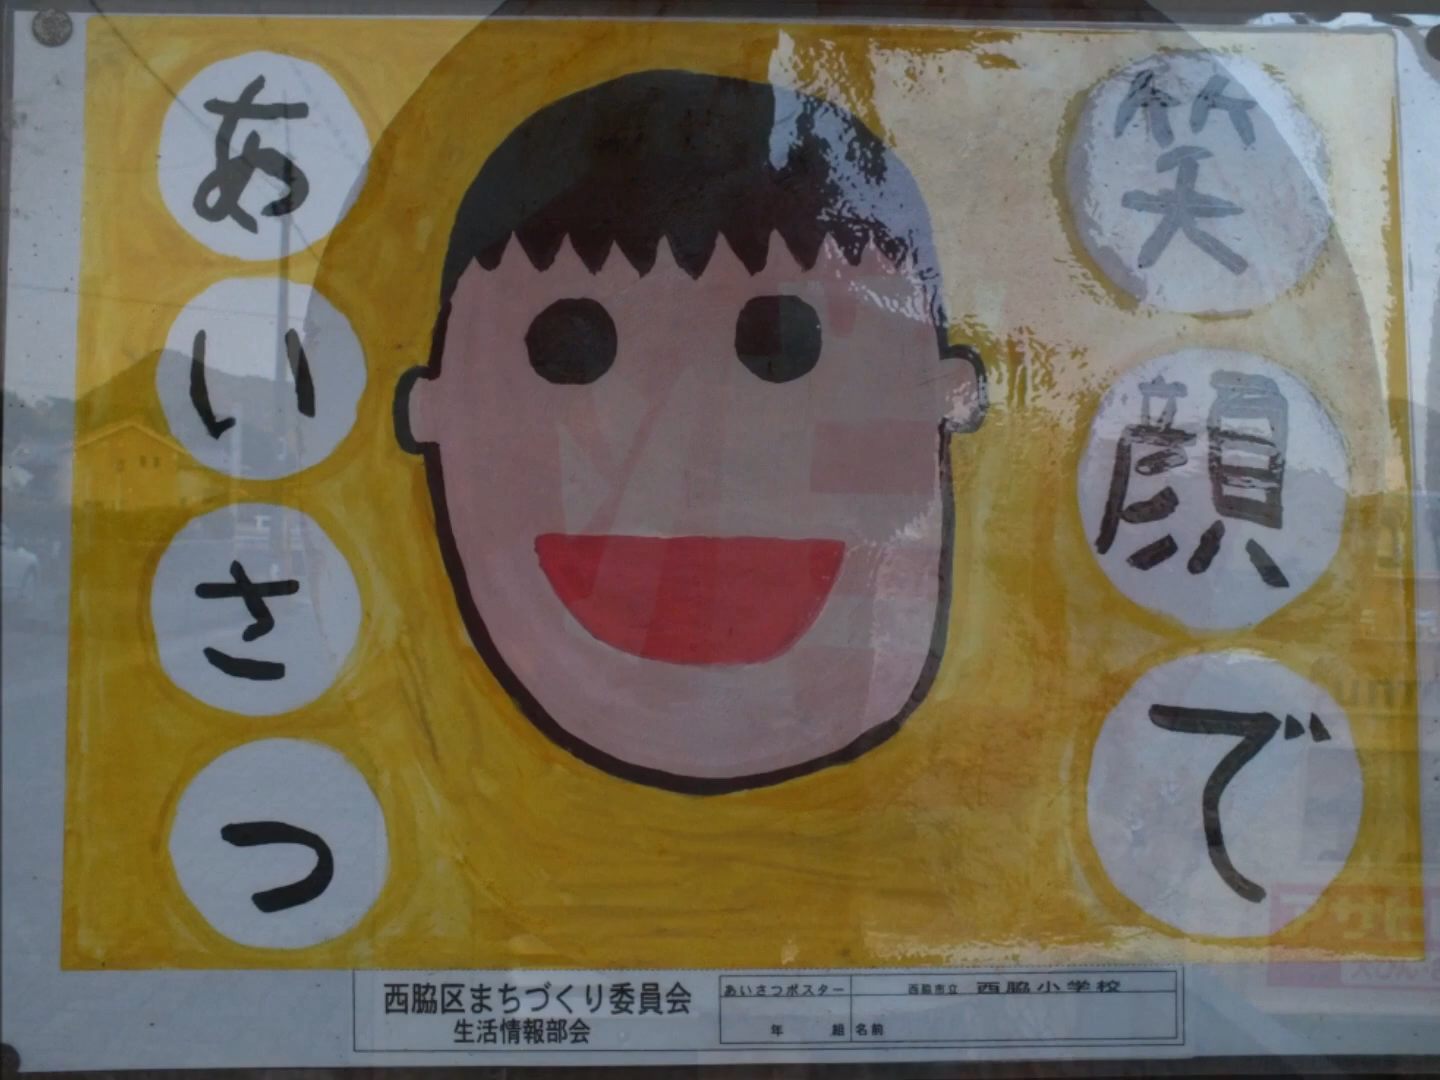 笑顔で
あいさつ
西脇区まちづくり委員会
生活情報部会
あいさつポスター
西脇市立 西脇小学校
年 組 名前